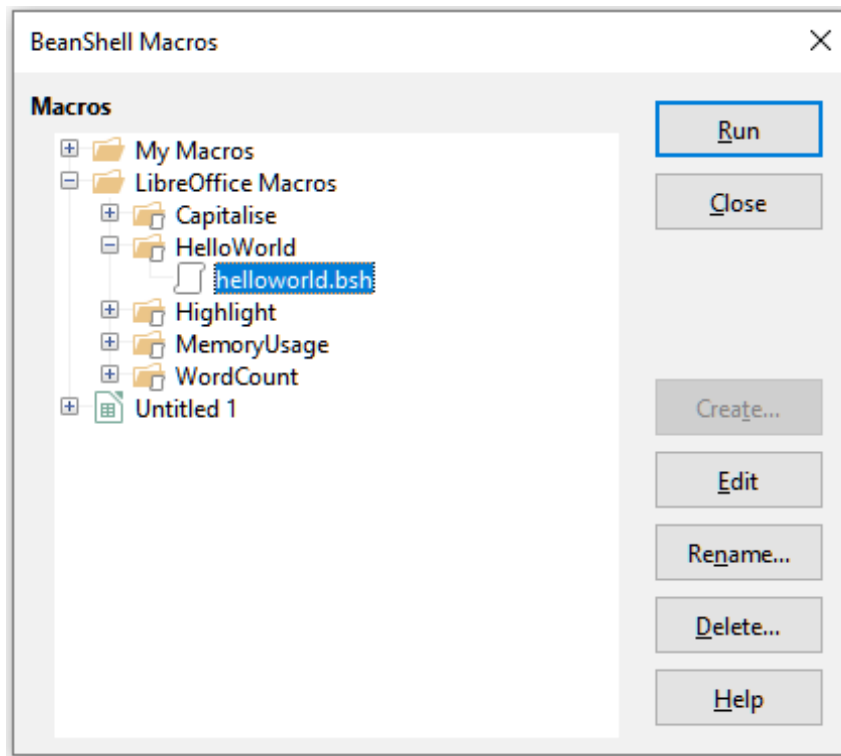 BeanShell Macros
Macros
My Macros
LibreOffice Macros
Capitalise
HelloWorld
helloworld.bsh
Highlight
MemoryUsage
WordCount
Untitled 1
Run
Close
Create...
Edit
Rename...
Delete...
Help